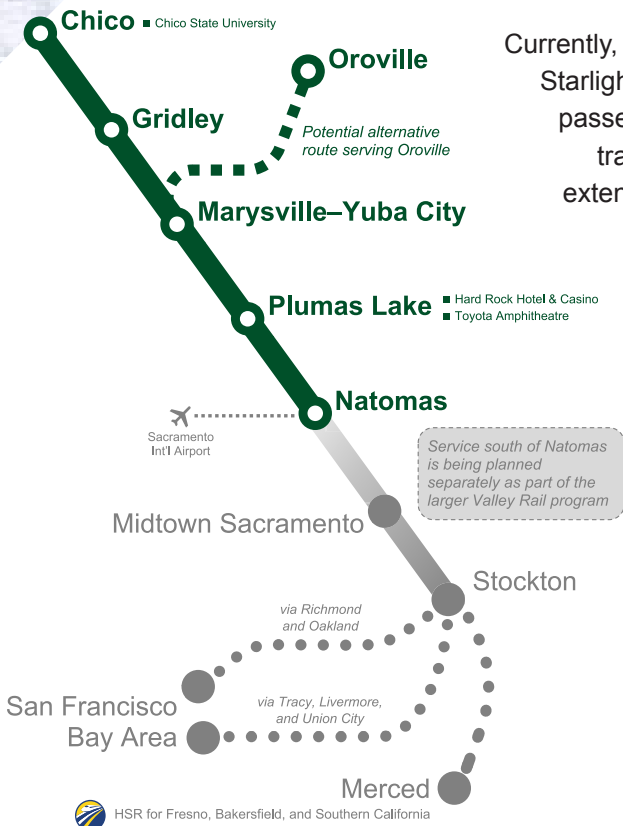 Chico ■ Chico State University
Oroville
Currently,
Starligh
passe
tra
exten
Gridley
Potential alternative
route serving Oroville
Marysville–Yuba City
Plumas Lake
■ Hard Rock Hotel & Casino
■ Toyota Amphitheatre
Natomas
Sacramento
Int'l Airport
Service south of Natomas
is being planned
separately as part of the
larger Valley Rail program
Midtown Sacramento
Stockton
via Richmond
and Oakland
San Francisco
Bay Area
via Tracy, Livermore,
and Union City
Merced
HSR for Fresno, Bakersfield, and Southern California